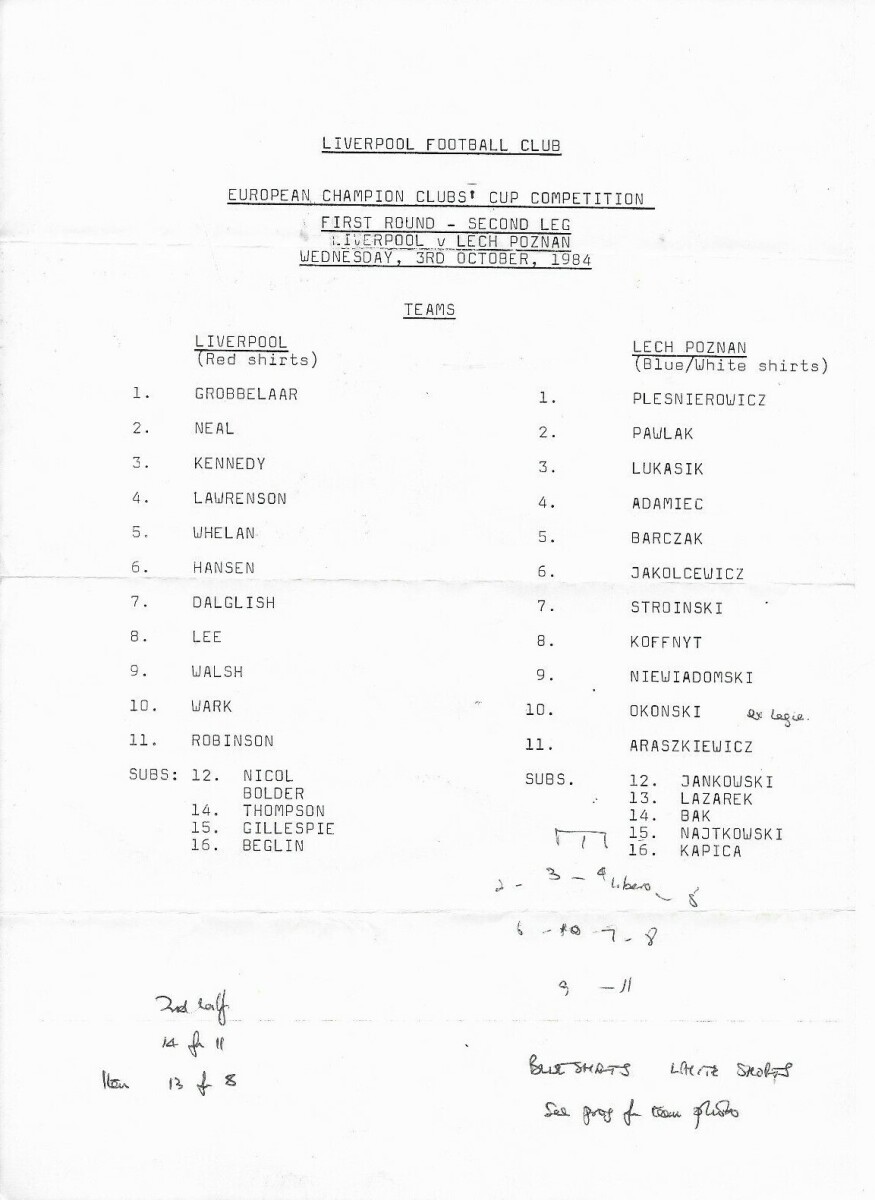 LIVERPOOL FOOTBALL CLUB
EUROPEAN CHAMPION CLUBS' CUP COMPETITION
FIRST ROUND - SECOND LEG
LIVERPOOL v LECH POZNAN
WEDNESDAY, 3RD OCTOBER, 1984
TEAMS
LIVERPOOL
(Red shirts)
1. GROBBELAAR
2. NEAL
3. KENNEDY
4. LAWRENSON
5. WHELAN
6. HANSEN
7. DALGLISH
8. LEE
9. WALSH
10. WARK
11. ROBINSON
SUBS: 12. NICOL
BOLDER
14. THOMPSON
15. GILLESPIE
16. BEGLIN
LECH POZNAN
(Blue/White shirts)
1. PLESNIEROWICZ
2. PAWLAK
3. LUKASIK
4. ADAMIEC
5. BARCZAK
6. JAKOLCEWICZ
7. STROINSKI
8. KOFFNYT
9. NIEWIADOMSKI
10. OKONSKI ex Legia.
11. ARASZKIEWICZ
SUBS. 12. JANKOWSKI
13. LAZAREK
14. BAK
15. NAJTKOWSKI
16. KAPICA
2 - 3 - 4 Libero - 5
6 - 10 - 7 - 8
9 - 11
2nd half
14 for 11
then 13 for 8
BLUE SHIRTS WHITE SHORTS
See prog for team photo